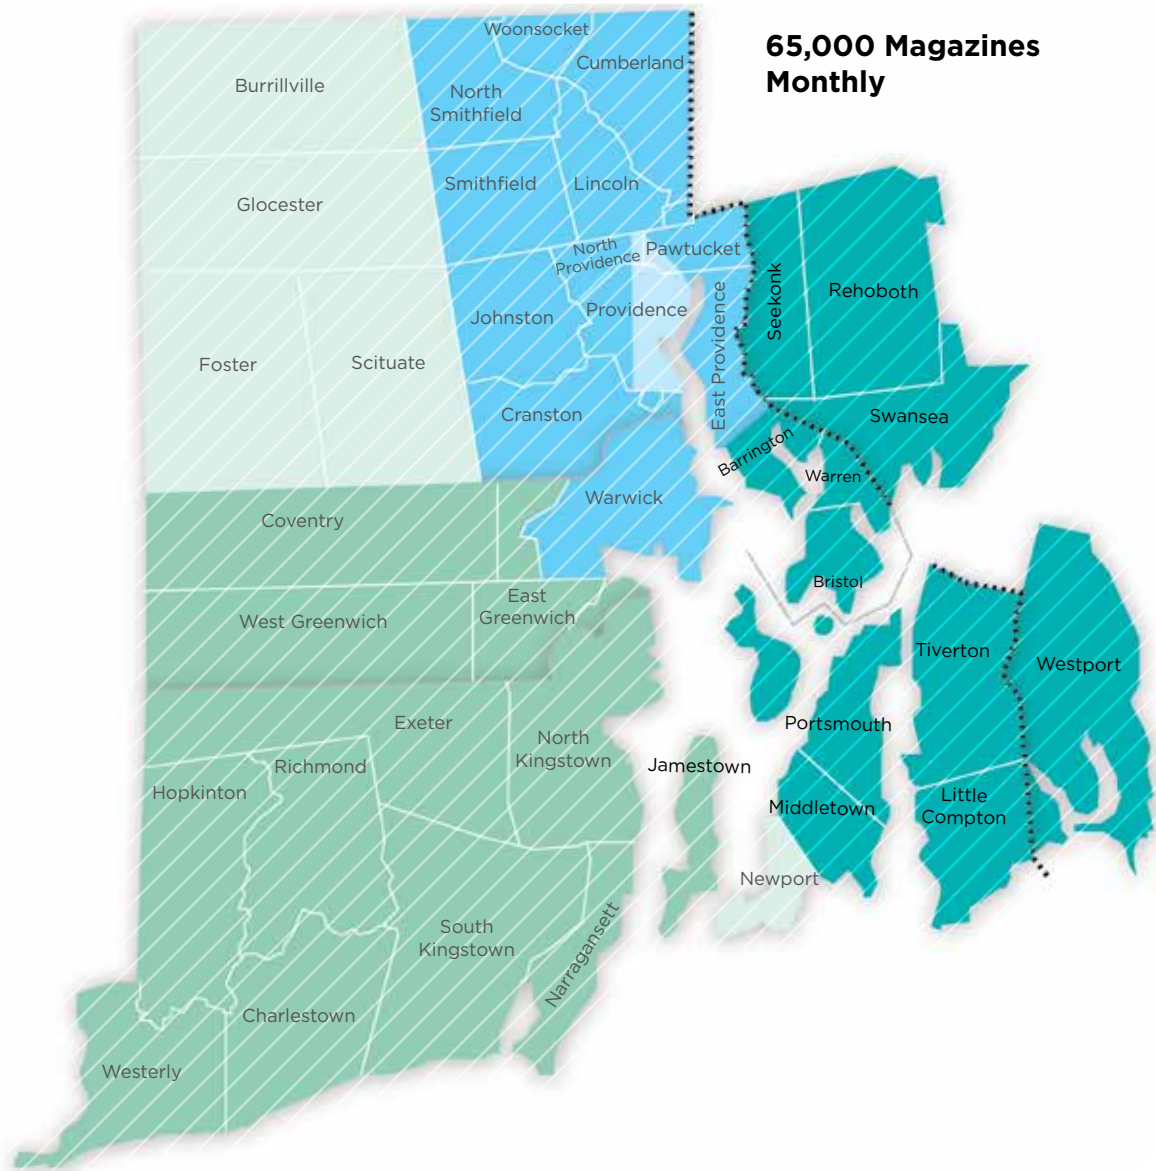 65,000 Magazines
Monthly
Woonsocket
Cumberland
Burrillville
North
Smithfield
Smithfield
Lincoln
Glocester
North
Providence
Pawtucket
Seekonk
Rehoboth
Providence
Johnston
East Providence
Foster
Scituate
Cranston
Swansea
Barrington
Warren
Warwick
Coventry
Bristol
East
Greenwich
West Greenwich
Tiverton
Westport
Exeter
Portsmouth
North
Kingstown
Jamestown
Richmond
Hopkinton
Middletown
Little
Compton
Newport
South
Kingstown
Narragansett
Charlestown
Westerly